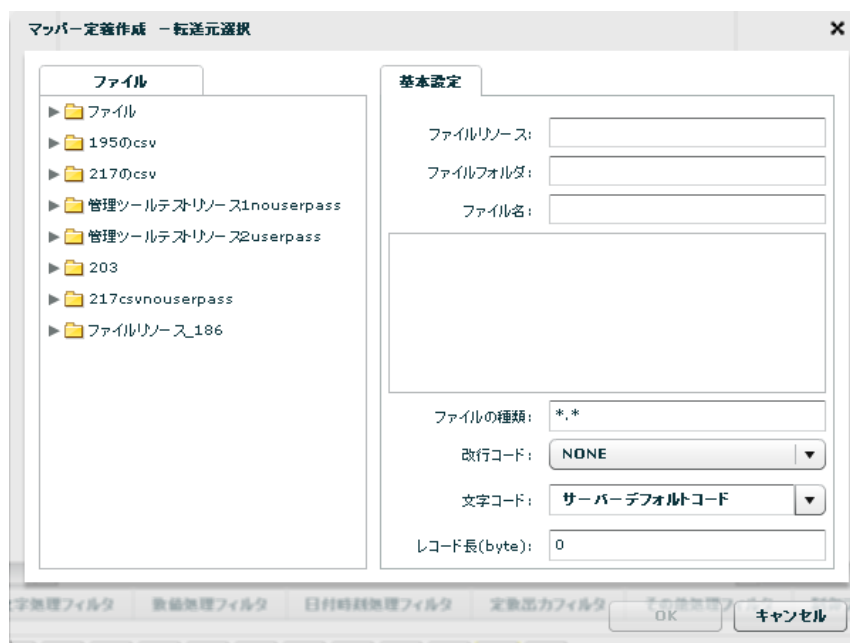 マッパー定義作成 －転送元選択
ファイル
ファイル
195のcsv
217のcsv
管理ツールテストリソース1nouserpass
管理ツールテストリソース2userpass
203
217csvnouserpass
ファイルリソース_186
基本設定
ファイルリソース:
ファイルフォルダ:
ファイル名:
ファイルの種類: *.*
改行コード: NONE
文字コード: サーバーデフォルトコード
レコード長(byte): 0
字処理フィルタ 数値処理フィルタ 日付時刻処理フィルタ 定数出力フィルタ その他処理フィルタ
OK キャンセル